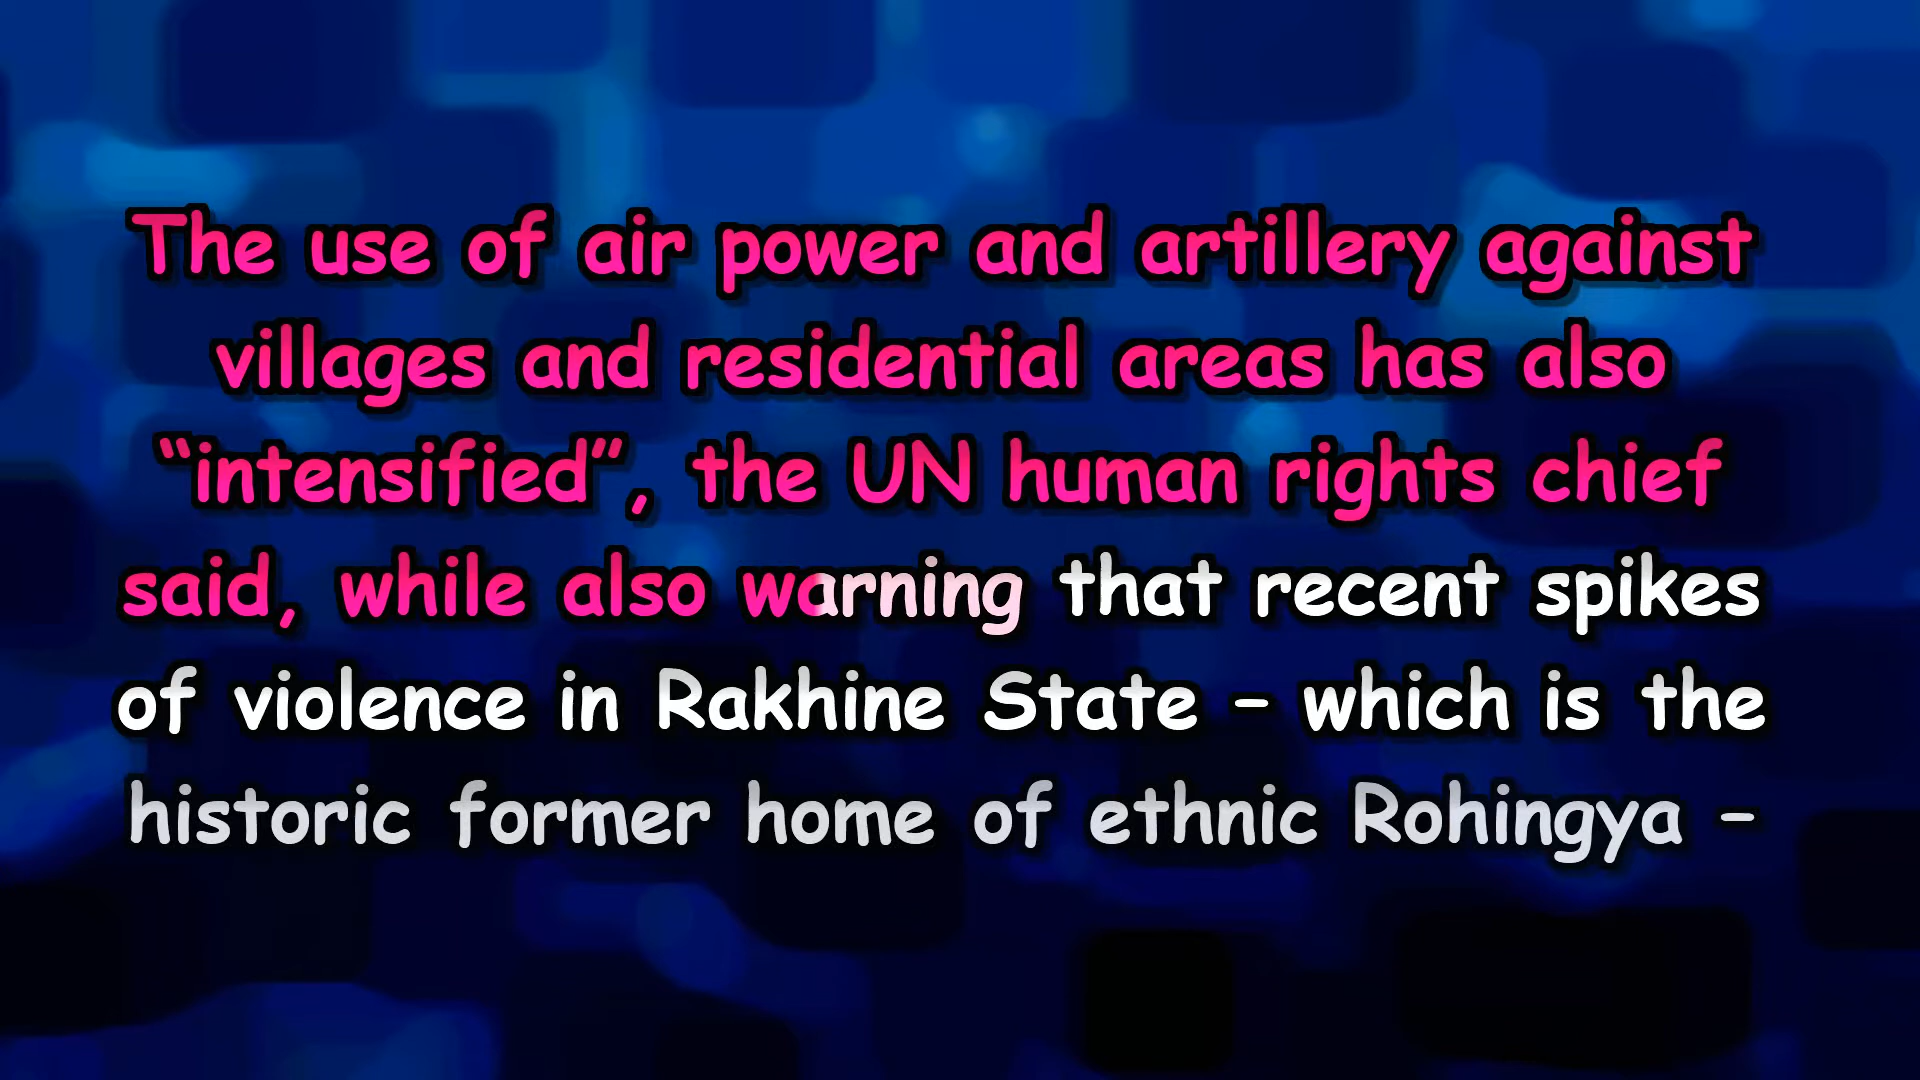 The use of air power and artillery against
villages and residential areas has also
“intensified”, the UN human rights chief
said, while also warning that recent spikes
of violence in Rakhine State – which is the
historic former home of ethnic Rohingya –